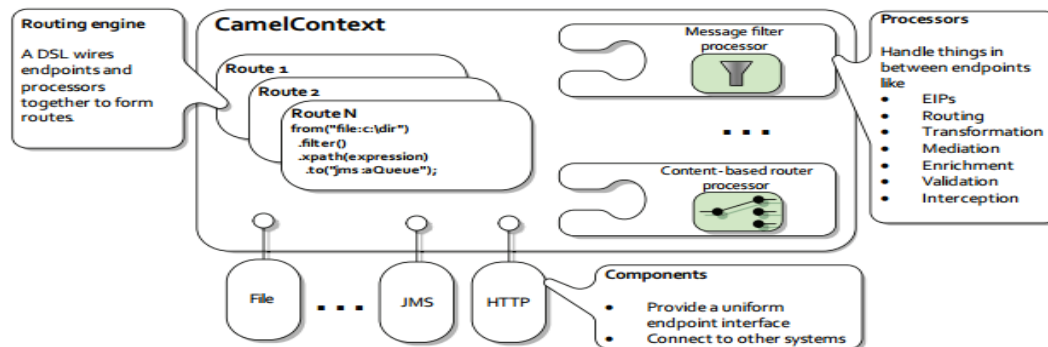 Routing engine
A DSL wires
endpoints and
processors
together to form
routes.
CamelContext
Route 1
Route 2
Route N
from("file:c:\dir")
.filter()
.xpath(expression)
.to("jms:aQueue");
Message filter
processor
Content-based router
processor
Processors
Handle things in
between endpoints
like
• EIPs
• Routing
• Transformation
• Mediation
• Enrichment
• Validation
• Interception
File
JMS
HTTP
Components
• Provide a uniform
endpoint interface
• Connect to other systems